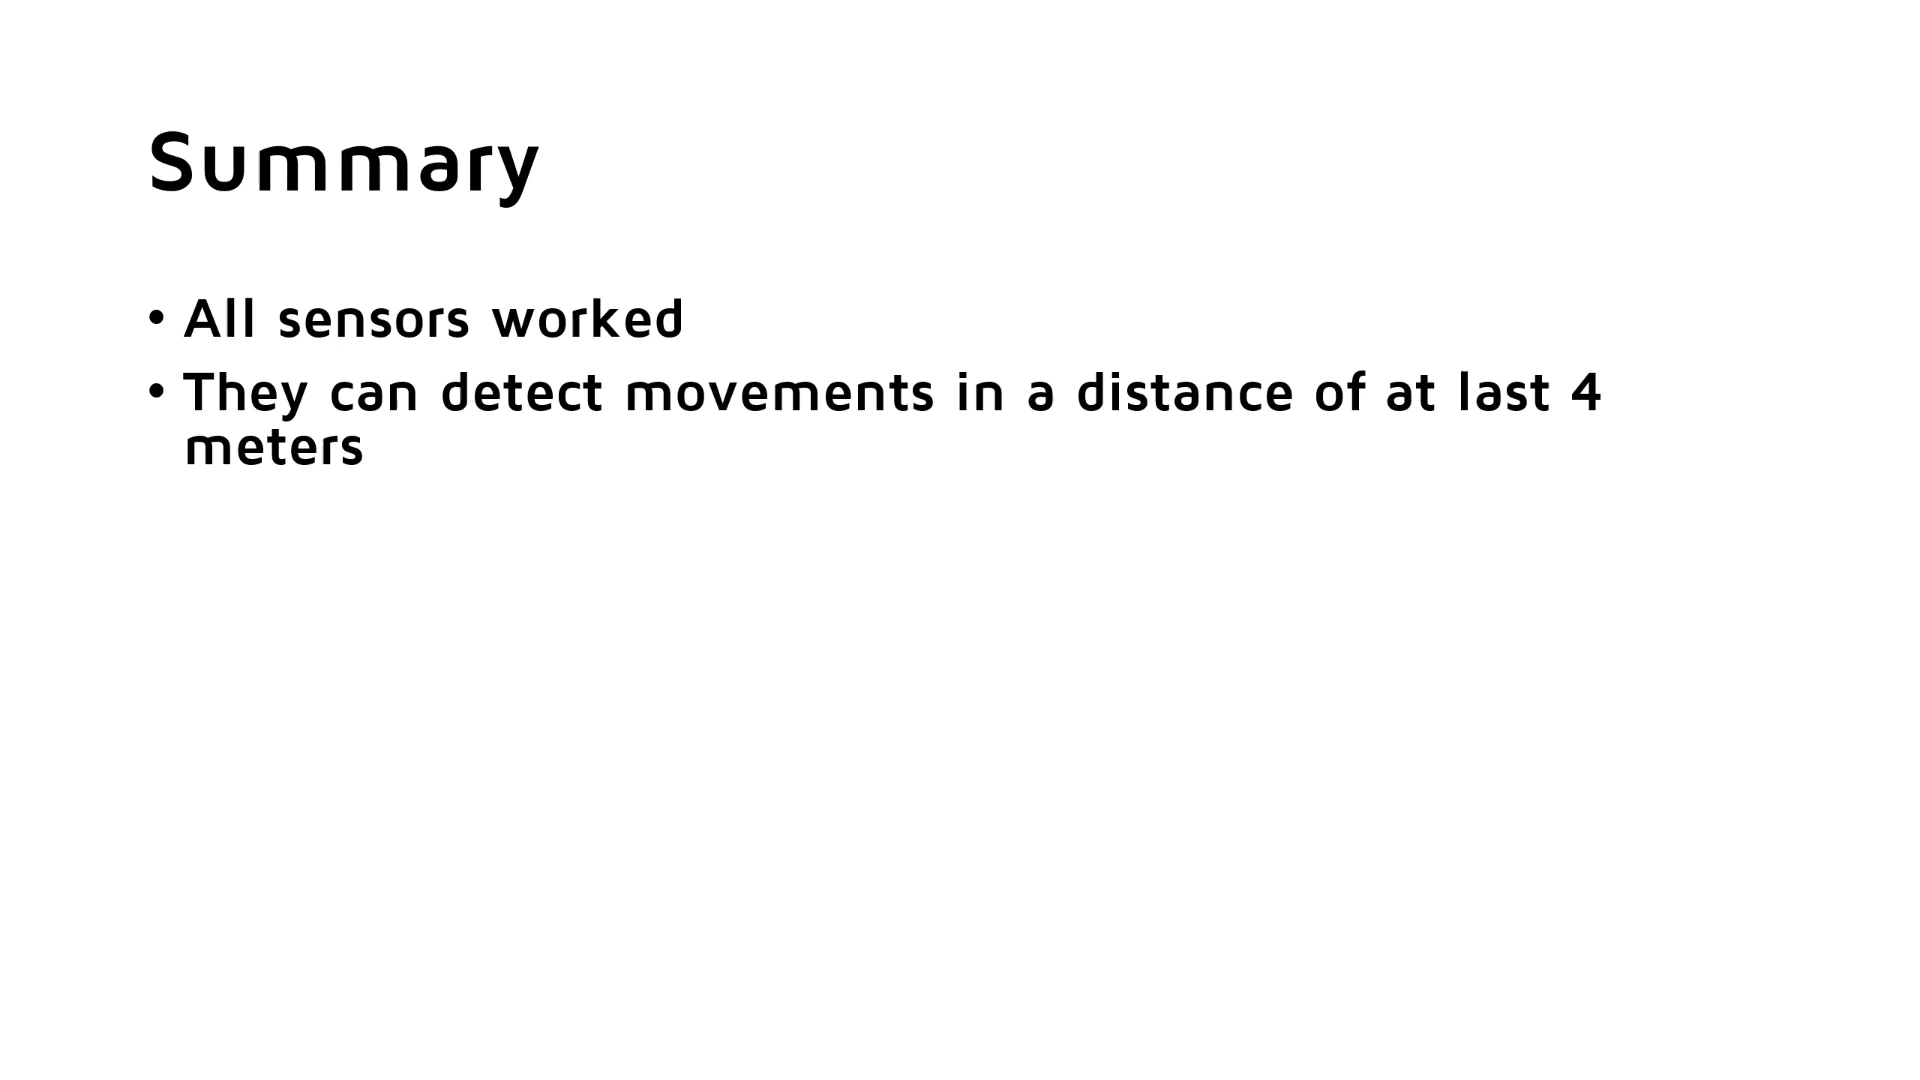 Summary
• All sensors worked
• They can detect movements in a distance of at last 4
meters